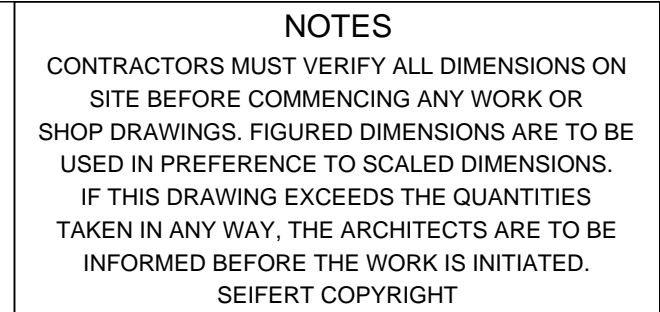 NOTES
CONTRACTORS MUST VERIFY ALL DIMENSIONS ON
SITE BEFORE COMMENCING ANY WORK OR
SHOP DRAWINGS. FIGURED DIMENSIONS ARE TO BE
USED IN PREFERENCE TO SCALED DIMENSIONS.
IF THIS DRAWING EXCEEDS THE QUANTITIES
TAKEN IN ANY WAY, THE ARCHITECTS ARE TO BE
INFORMED BEFORE THE WORK IS INITIATED.
SEIFERT COPYRIGHT